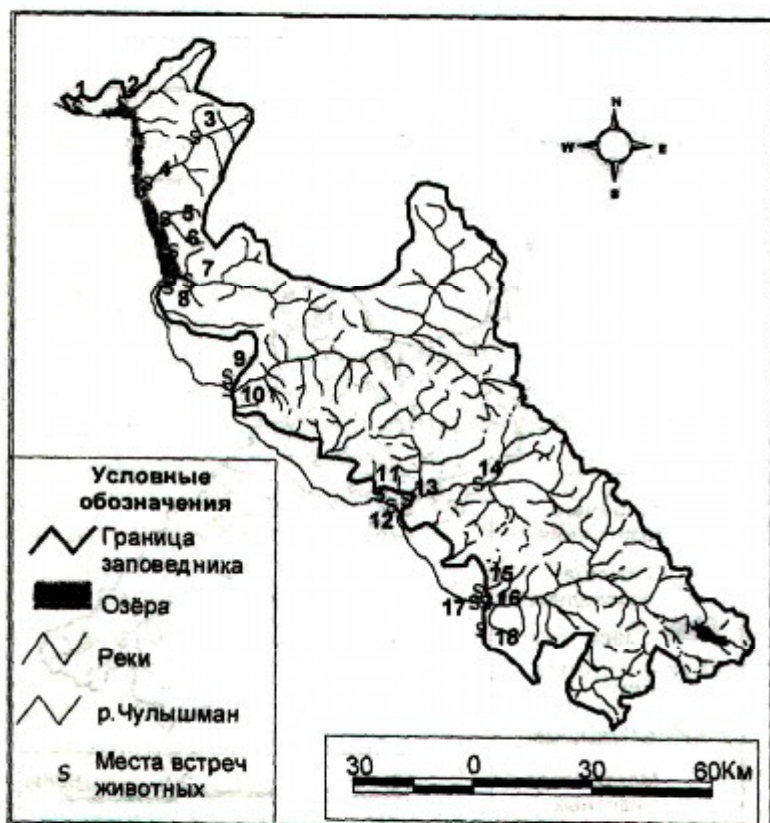 1 2
3
4
5
6
7
8
9
10
11
12
13
14
15
16
17
18
N
W E
S
Условные
обозначения
Граница
заповедника
Озёра
Реки
р.Чулышман
S Места встреч
животных
30 0 30 60Км